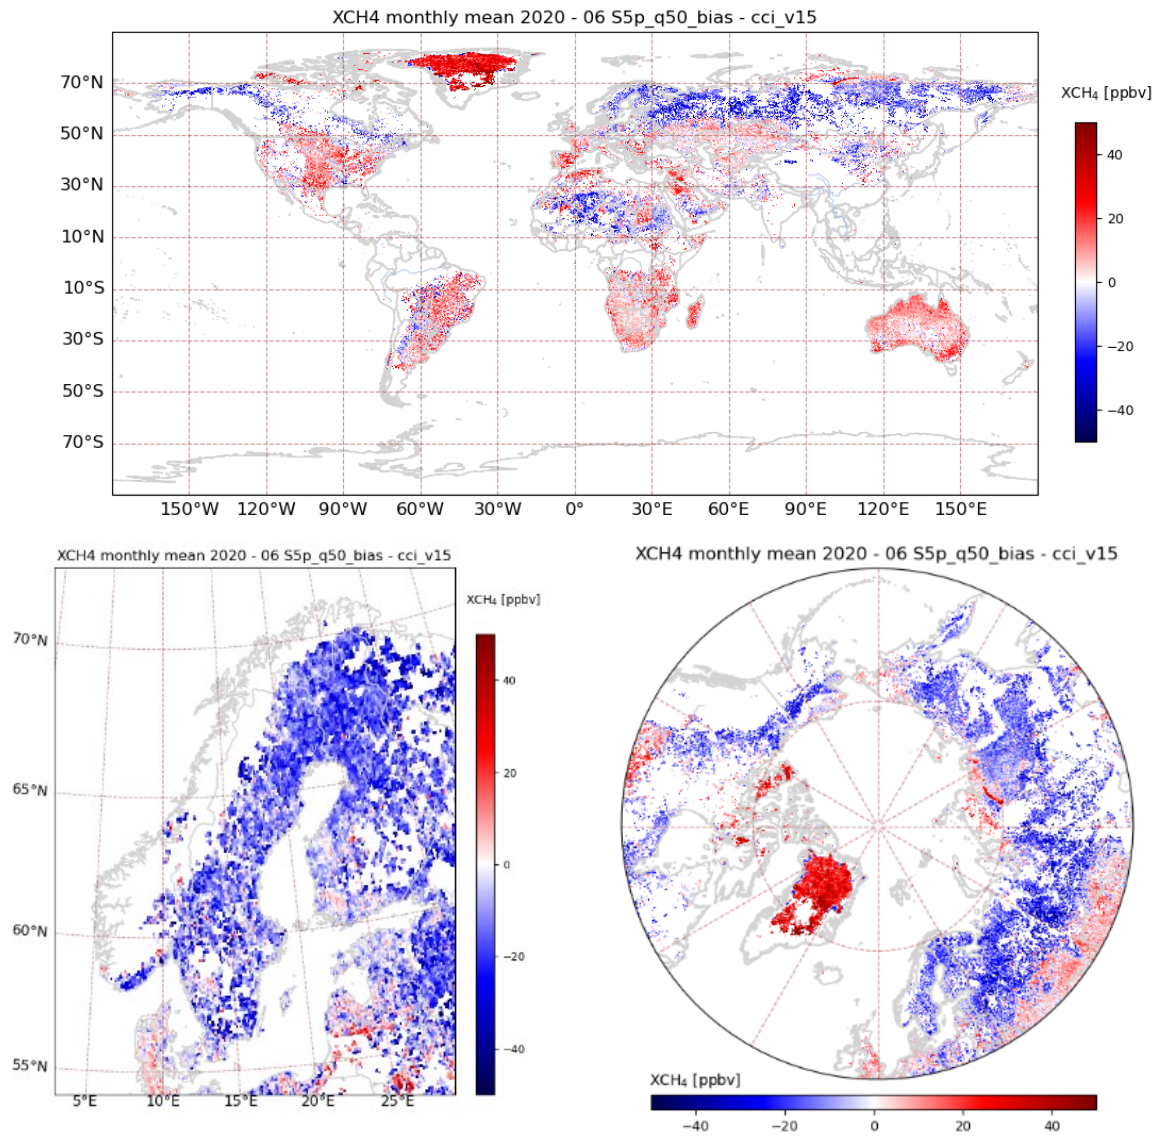 XCH4 monthly mean 2020 - 06 S5p_q50_bias - cci_v15
70°N
50°N
30°N
10°N
10°S
30°S
50°S
70°S
150°W 120°W 90°W 60°W 30°W 0° 30°E 60°E 90°E 120°E 150°E
XCH₄ [ppbv]
40
20
0
−20
−40
XCH4 monthly mean 2020 - 06 S5p_q50_bias - cci_v15
70°N
65°N
60°N
55°N
5°E 10°E 15°E 20°E 25°E
XCH₄ [ppbv]
40
20
0
−20
−40
XCH4 monthly mean 2020 - 06 S5p_q50_bias - cci_v15
XCH₄ [ppbv]
−40 −20 0 20 40